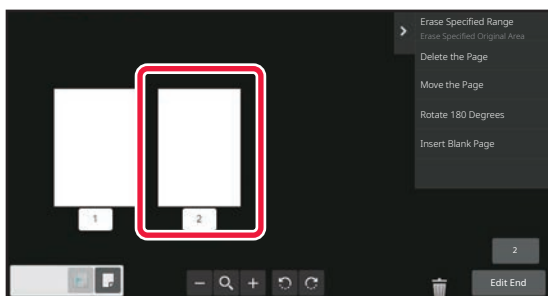 Erase Specified Range
Erase Specified Original Area
Delete the Page
Move the Page
Rotate 180 Degrees
Insert Blank Page
1
2
2
Edit End